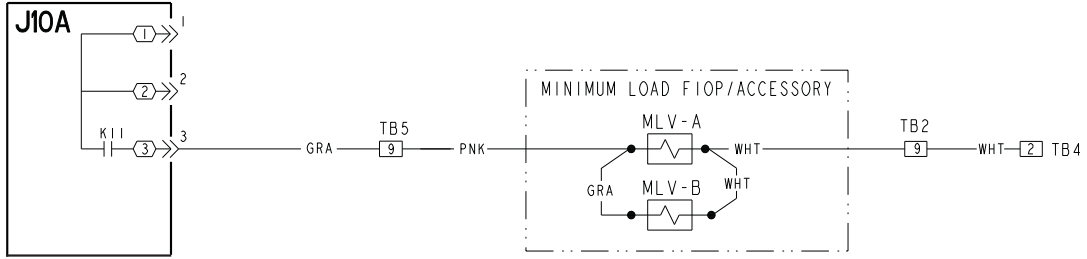 J10A
1
1
2
2
K11
3
3
GRA
TB5
9
PNK
MINIMUM LOAD FIOP/ACCESSORY
MLV-A
WHT
GRA
MLV-B
WHT
TB2
9
WHT
2
TB4